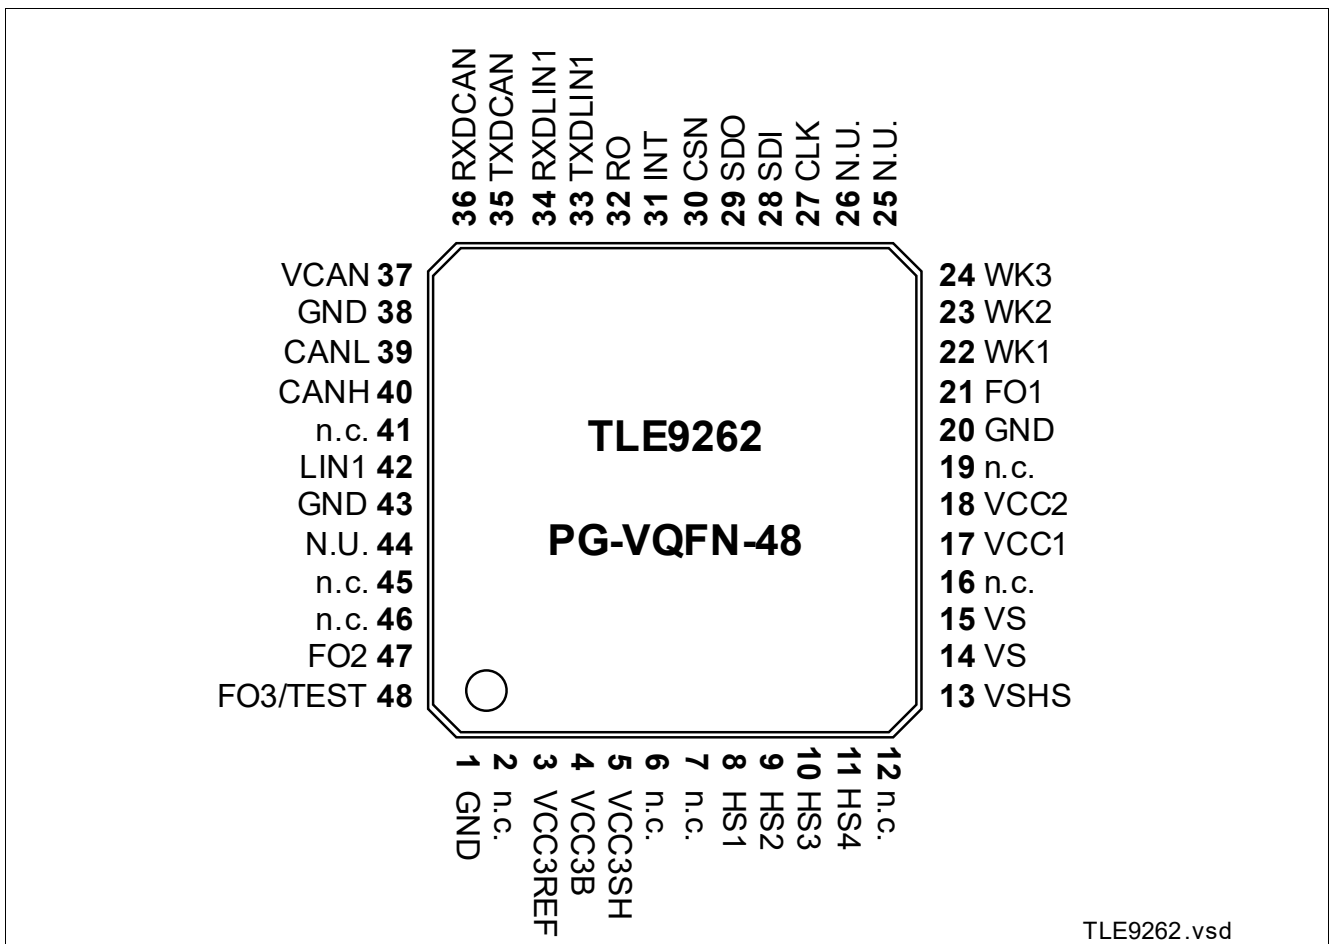 36 RXDCAN
35 TXDCAN
34 RXDLIN1
33 TXDLIN1
32 RO
31 INT
30 CSN
29 SDO
28 SDI
27 CLK
26 N.U.
25 N.U.
VCAN 37
GND 38
CANL 39
CANH 40
n.c. 41
LIN1 42
GND 43
N.U. 44
n.c. 45
n.c. 46
FO2 47
FO3/TEST 48
TLE9262
PG-VQFN-48
24 WK3
23 WK2
22 WK1
21 FO1
20 GND
19 n.c.
18 VCC2
17 VCC1
16 n.c.
15 VS
14 VS
13 VSHS
1 GND
2 n.c.
3 VCC3REF
4 VCC3B
5 VCC3SH
6 n.c.
7 n.c.
8 HS1
9 HS2
10 HS3
11 HS4
12 n.c.
TLE9262.vsd